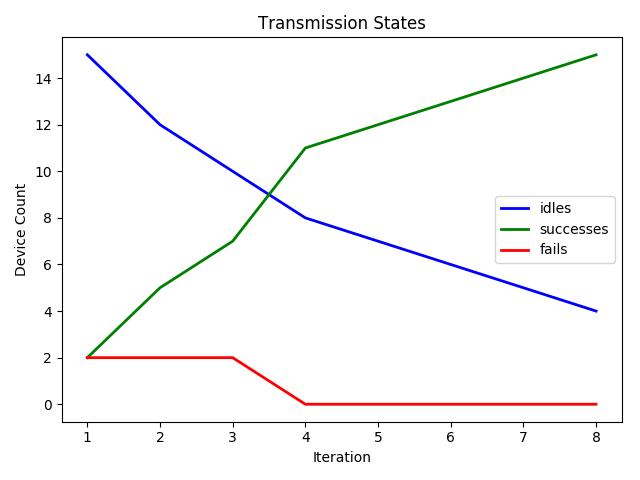 Transmission States
Device Count
14
12
10
8
6
4
2
0
idles
successes
fails
1 2 3 4 5 6 7 8
Iteration